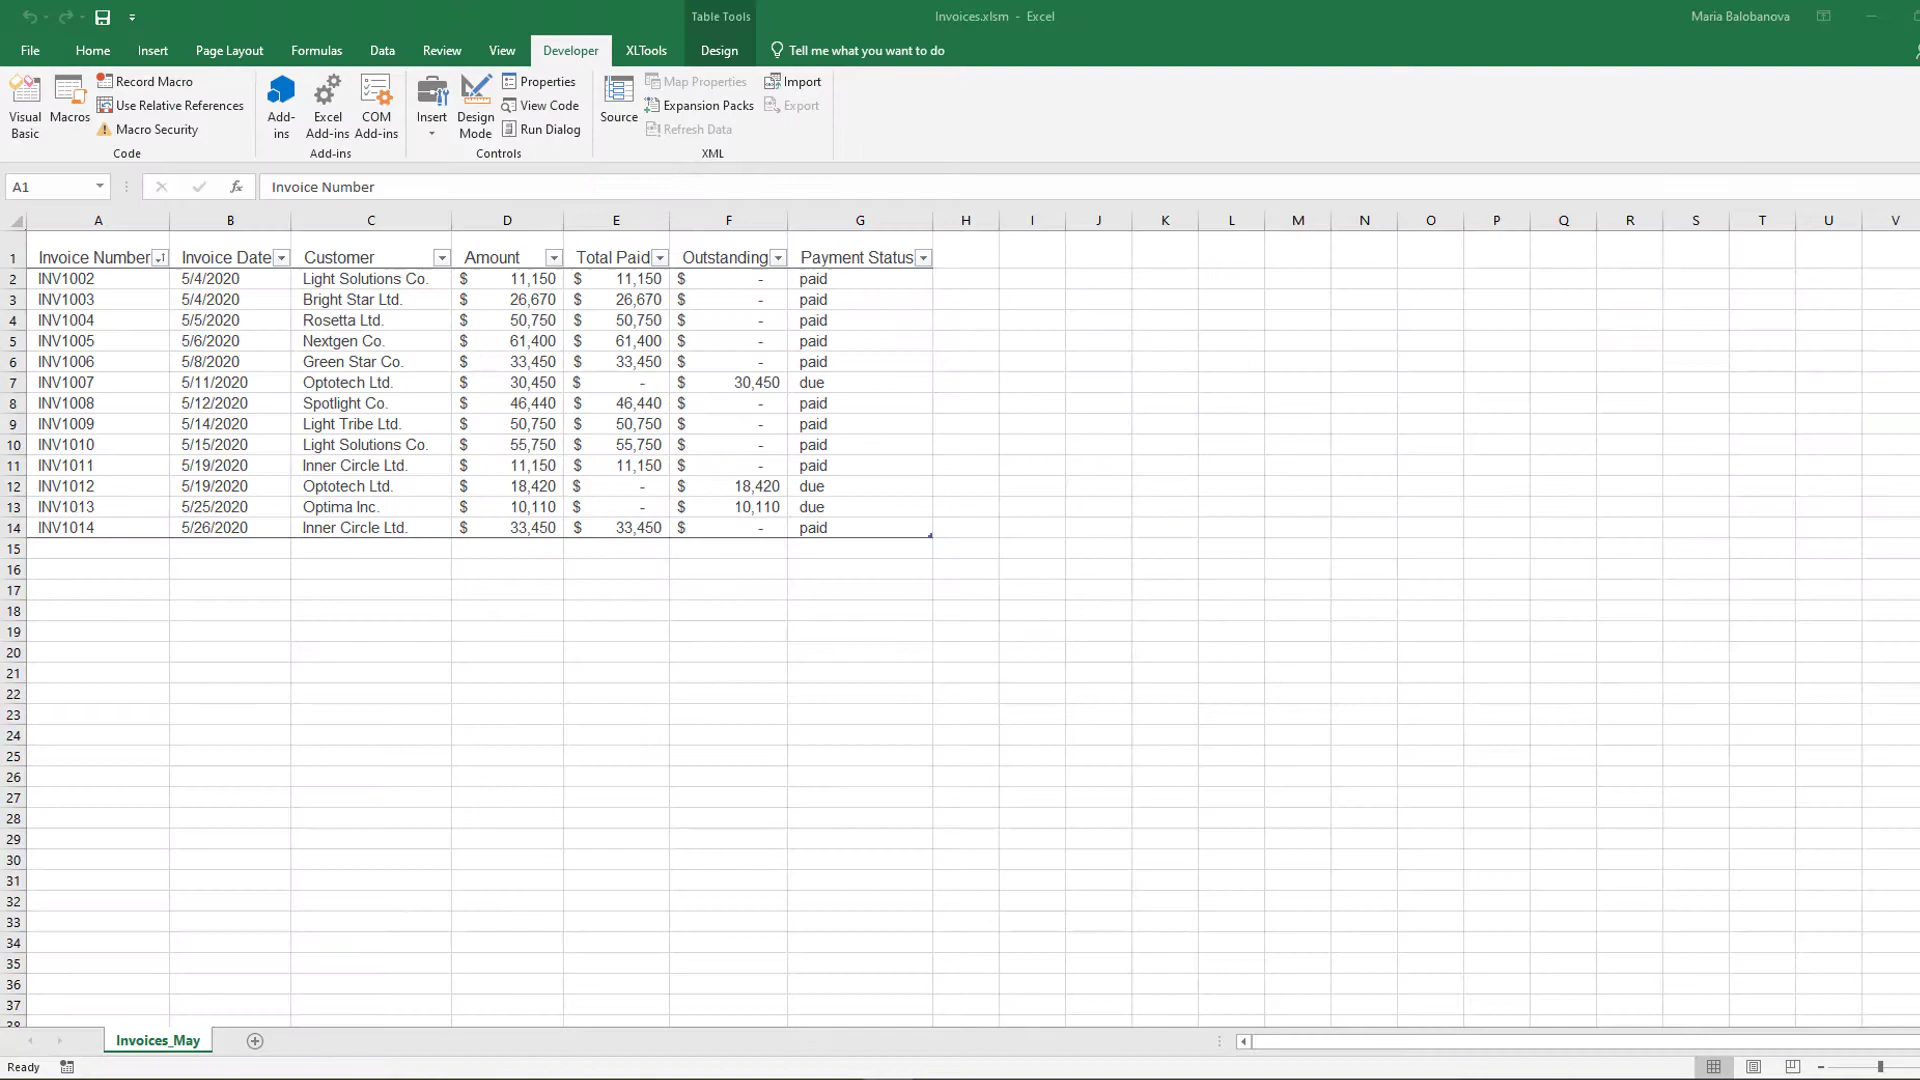 Table Tools
Invoices.xlsm - Excel
Maria Balobanova
File Home Insert Page Layout Formulas Data Review View Developer XLTools Design Tell me what you want to do
Visual Basic
Macros
Record Macro
Use Relative References
Macro Security
Code
Add-ins
Excel Add-ins
COM Add-ins
Add-ins
Insert
Design Mode
Properties
View Code
Run Dialog
Controls
Source
Map Properties
Expansion Packs
Refresh Data
Import
Export
XML
A1 fx Invoice Number
A B C D E F G H I J K L M N O P Q R S T U V
1 Invoice Number Invoice Date Customer Amount Total Paid Outstanding Payment Status
2 INV1002 5/4/2020 Light Solutions Co. $ 11,150 $ 11,150 $ - paid
3 INV1003 5/4/2020 Bright Star Ltd. $ 26,670 $ 26,670 $ - paid
4 INV1004 5/5/2020 Rosetta Ltd. $ 50,750 $ 50,750 $ - paid
5 INV1005 5/6/2020 Nextgen Co. $ 61,400 $ 61,400 $ - paid
6 INV1006 5/8/2020 Green Star Co. $ 33,450 $ 33,450 $ - paid
7 INV1007 5/11/2020 Optotech Ltd. $ 30,450 $ - $ 30,450 due
8 INV1008 5/12/2020 Spotlight Co. $ 46,440 $ 46,440 $ - paid
9 INV1009 5/14/2020 Light Tribe Ltd. $ 50,750 $ 50,750 $ - paid
10 INV1010 5/15/2020 Light Solutions Co. $ 55,750 $ 55,750 $ - paid
11 INV1011 5/19/2020 Inner Circle Ltd. $ 11,150 $ 11,150 $ - paid
12 INV1012 5/19/2020 Optotech Ltd. $ 18,420 $ - $ 18,420 due
13 INV1013 5/25/2020 Optima Inc. $ 10,110 $ - $ 10,110 due
14 INV1014 5/26/2020 Inner Circle Ltd. $ 33,450 $ 33,450 $ - paid
15
16
17
18
19
20
21
22
23
24
25
26
27
28
29
30
31
32
33
34
35
36
37
38
Invoices_May
Ready